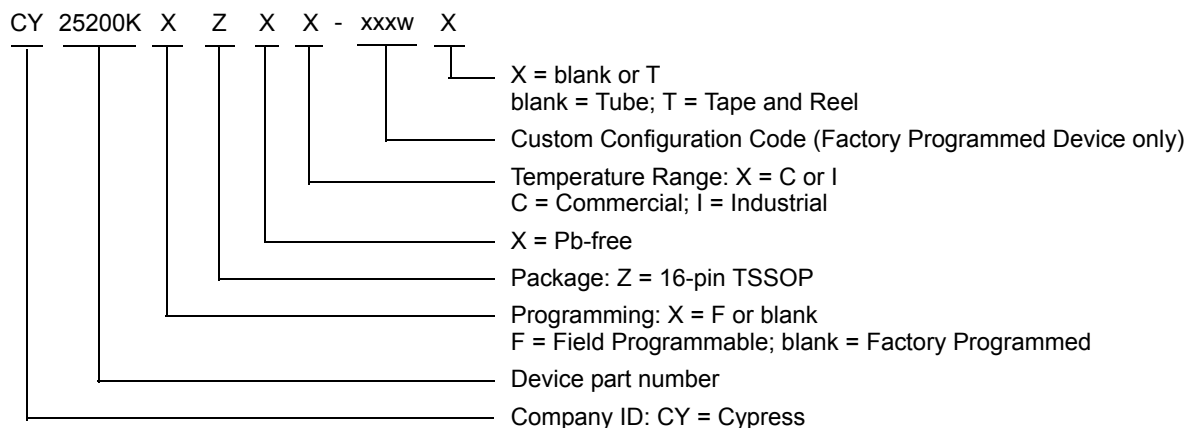 CY 25200K X Z X X - xxxw X
X = blank or T
blank = Tube; T = Tape and Reel
Custom Configuration Code (Factory Programmed Device only)
Temperature Range: X = C or I
C = Commercial; I = Industrial
X = Pb-free
Package: Z = 16-pin TSSOP
Programming: X = F or blank
F = Field Programmable; blank = Factory Programmed
Device part number
Company ID: CY = Cypress